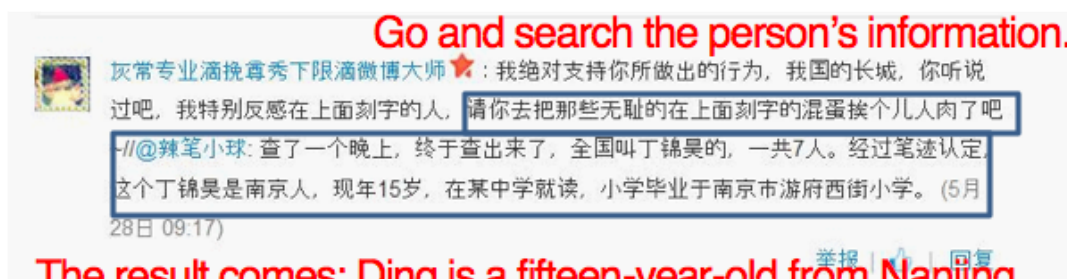 Go and search the person's information.
灰常专业滴挽尊秀下限滴微博大师：我绝对支持你所做出的行为，我国的长城，你听说
过吧，我特别反感在上面刻字的人，请你去把那些无耻的在上面刻字的混蛋挨个儿人肉了吧
~//@辣笔小球: 查了一个晚上，终于查出来了，全国叫丁锦昊的，一共7人。经过笔迹认定，
这个丁锦昊是南京人，现年15岁，在某中学就读，小学毕业于南京市游府西街小学。 (5月
28日 09:17)
举报 | | 回复
The result comes: Ding is a fifteen-year-old from Nanjing